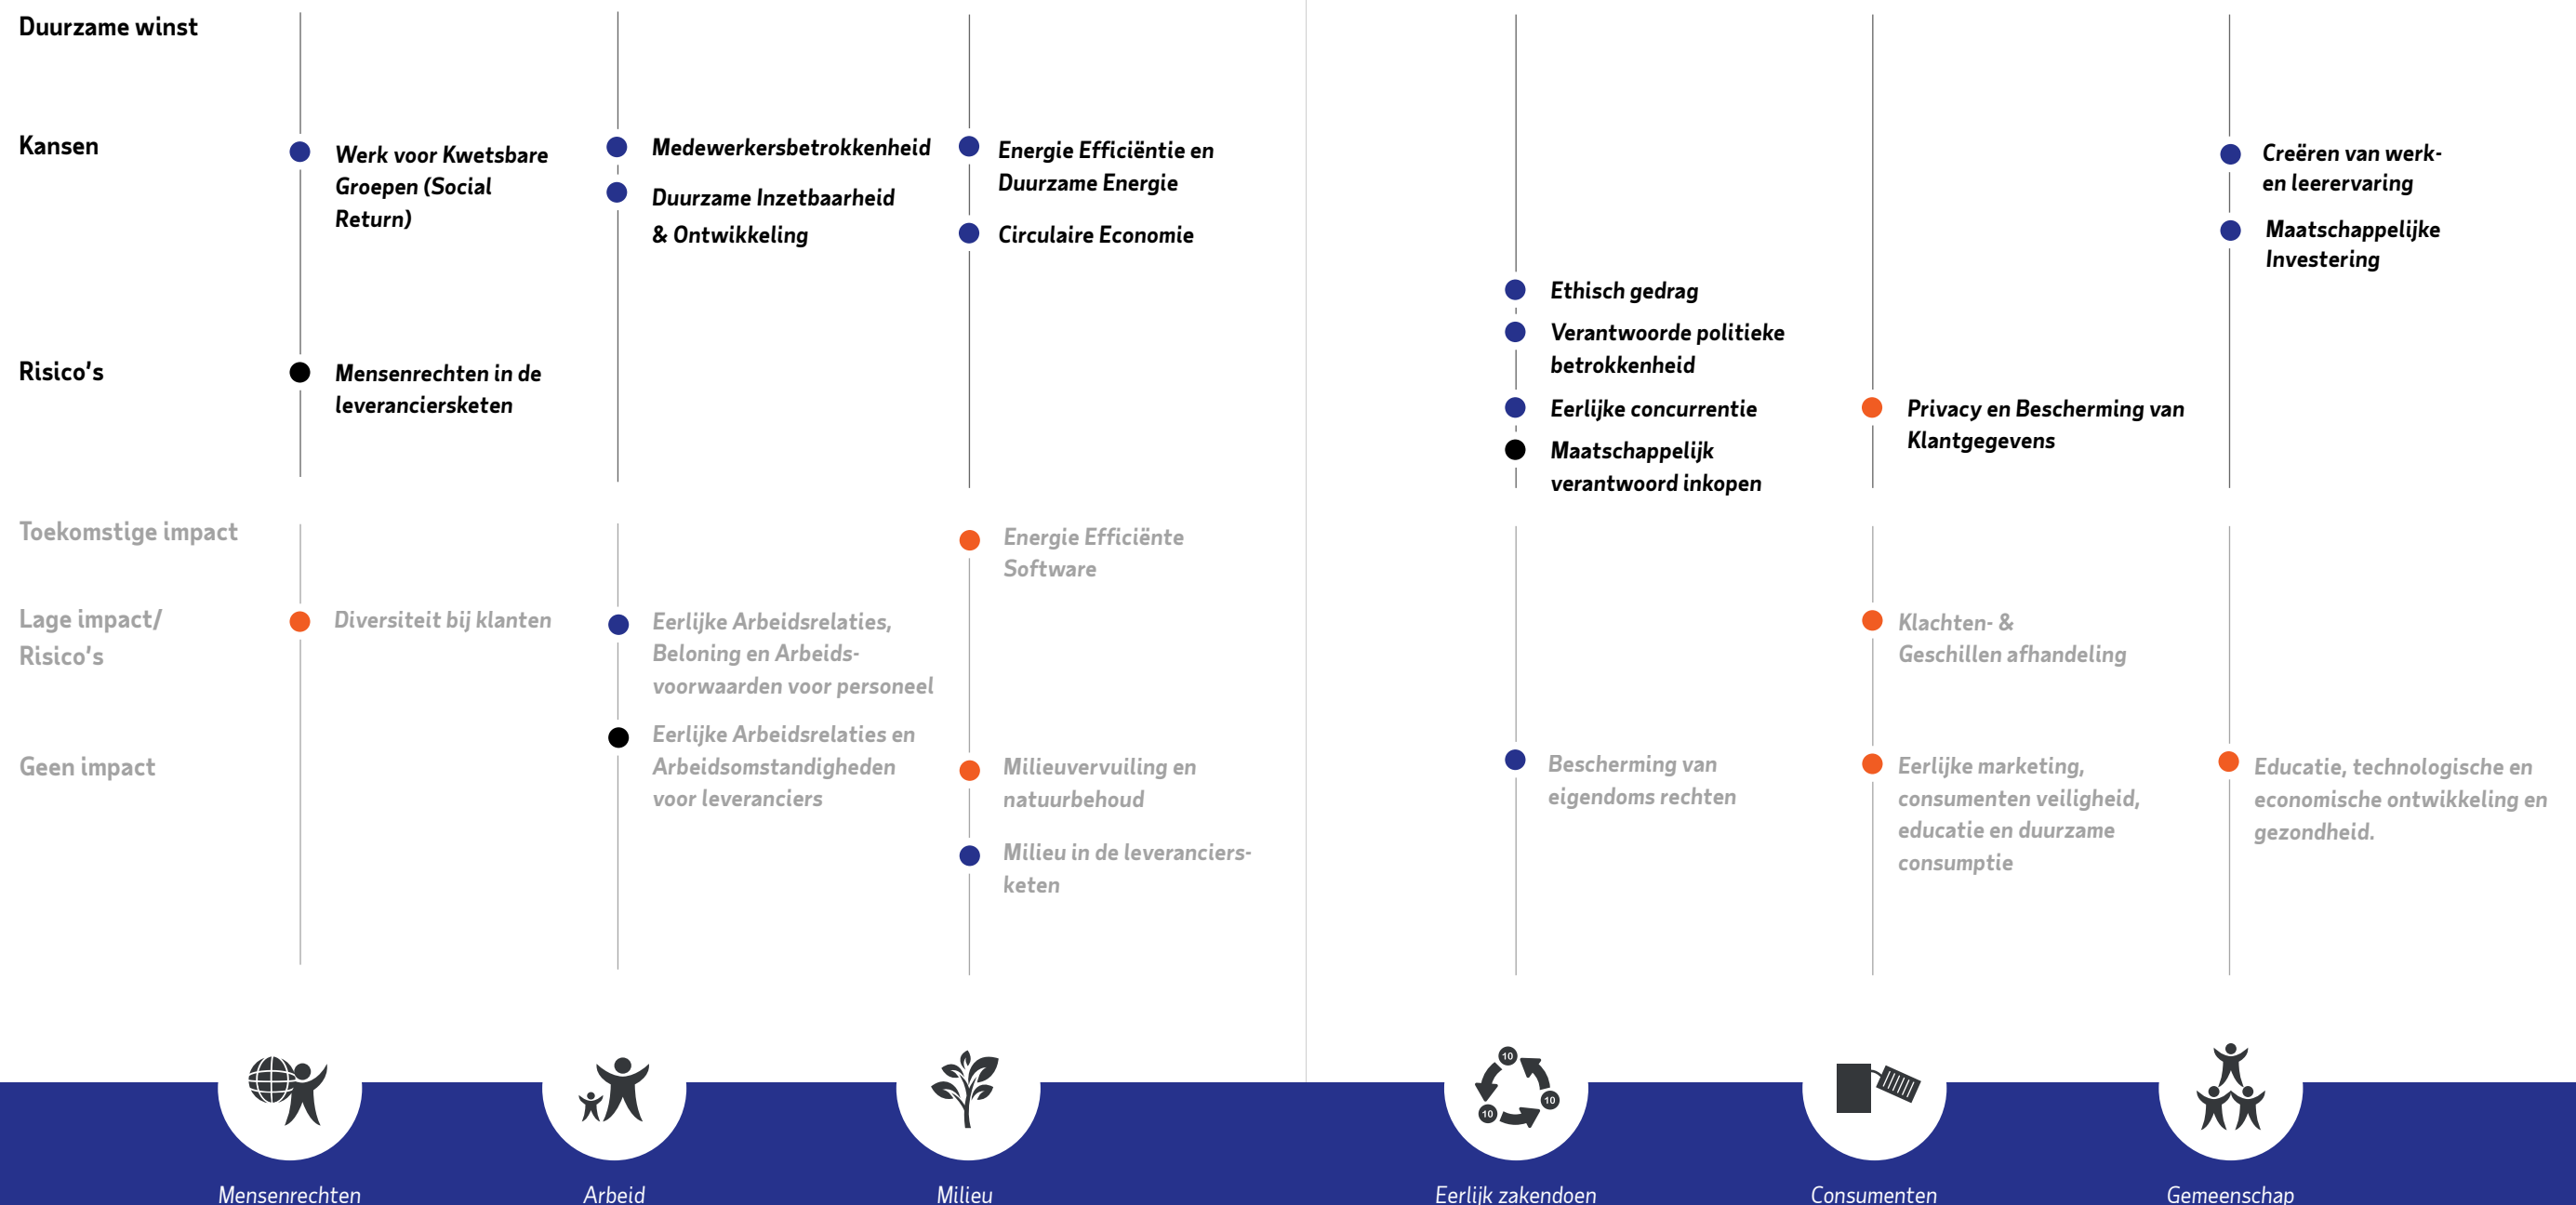 Duurzame winst
Kansen
Werk voor Kwetsbare
Groepen (Social
Return)
Medewerkersbetrokkenheid
Duurzame Inzetbaarheid
& Ontwikkeling
Energie Efficiëntie en
Duurzame Energie
Circulaire Economie
Creëren van werk-
en leerervaring
Maatschappelijke
Investering
Ethisch gedrag
Verantwoorde politieke
betrokkenheid
Eerlijke concurrentie
Maatschappelijk
verantwoord inkopen
Risico's
Mensenrechten in de
leveranciersketen
Privacy en Bescherming van
Klantgegevens
Toekomstige impact
Energie Efficiënte
Software
Lage impact/
Risico's
Diversiteit bij klanten
Eerlijke Arbeidsrelaties,
Beloning en Arbeids-
voorwaarden voor personeel
Klachten- &
Geschillen afhandeling
Geen impact
Eerlijke Arbeidsrelaties en
Arbeidsomstandigheden
voor leveranciers
Milieuvervuiling en
natuurbehoud
Milieu in de leveranciers-
keten
Bescherming van
eigendoms rechten
Eerlijke marketing,
consumenten veiligheid,
educatie en duurzame
consumptie
Educatie, technologische en
economische ontwikkeling en
gezondheid.
10
10
10
Mensenrechten
Arbeid
Milieu
Eerlijk zakendoen
Consumenten
Gemeenschap